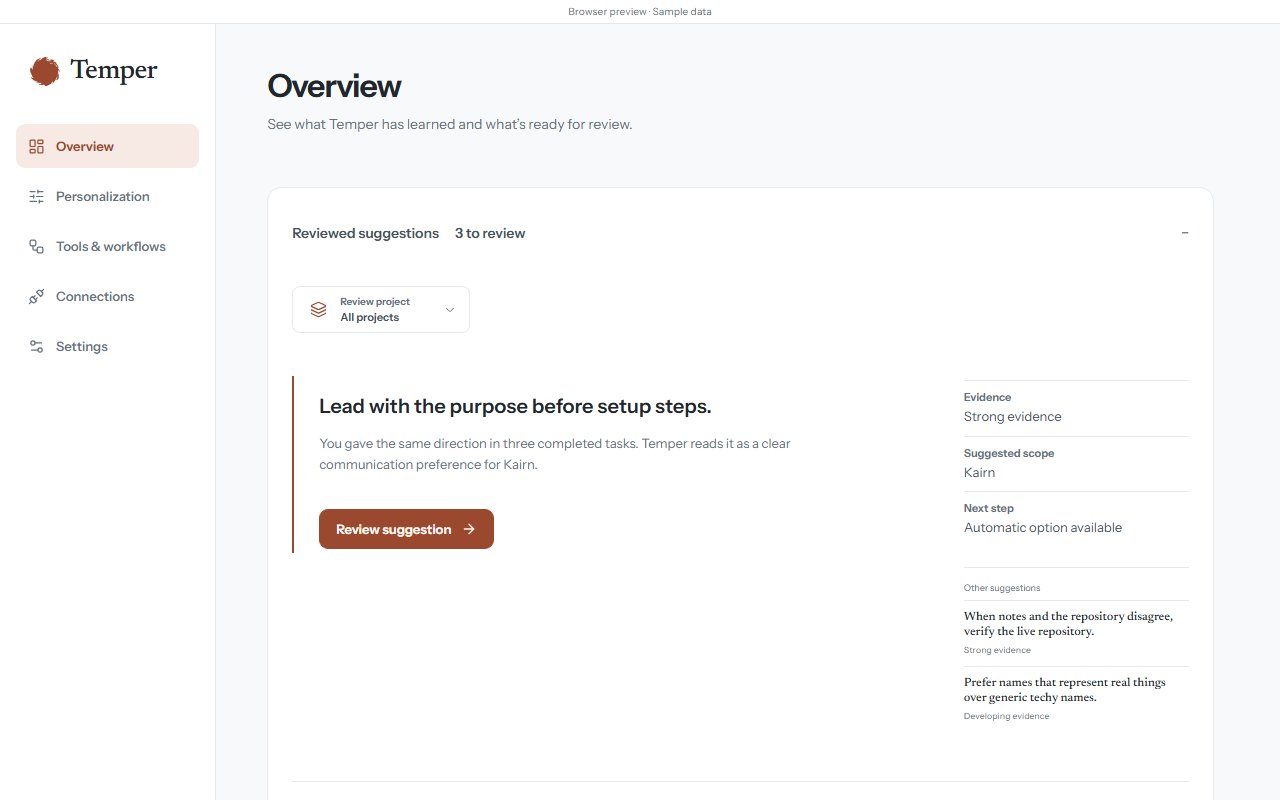 Browser preview · Sample data
Temper
Overview
Personalization
Tools & workflows
Connections
Settings
Overview
See what Temper has learned and what's ready for review.
Reviewed suggestions 3 to review
Review project
All projects
Lead with the purpose before setup steps.
You gave the same direction in three completed tasks. Temper reads it as a clear
communication preference for Kairn.
Review suggestion
Evidence
Strong evidence
Suggested scope
Kairn
Next step
Automatic option available
Other suggestions
When notes and the repository disagree,
verify the live repository.
Strong evidence
Prefer names that represent real things
over generic techy names.
Developing evidence